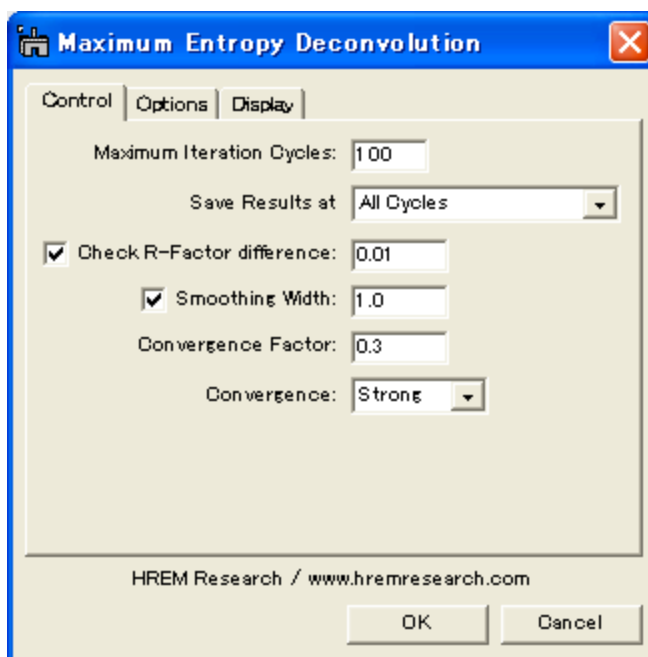 Maximum Entropy Deconvolution
Control Options Display
Maximum Iteration Cycles: 100
Save Results at All Cycles
Check R-Factor difference: 0.01
Smoothing Width: 1.0
Convergence Factor: 0.3
Convergence: Strong
HREM Research / www.hremresearch.com
OK Cancel